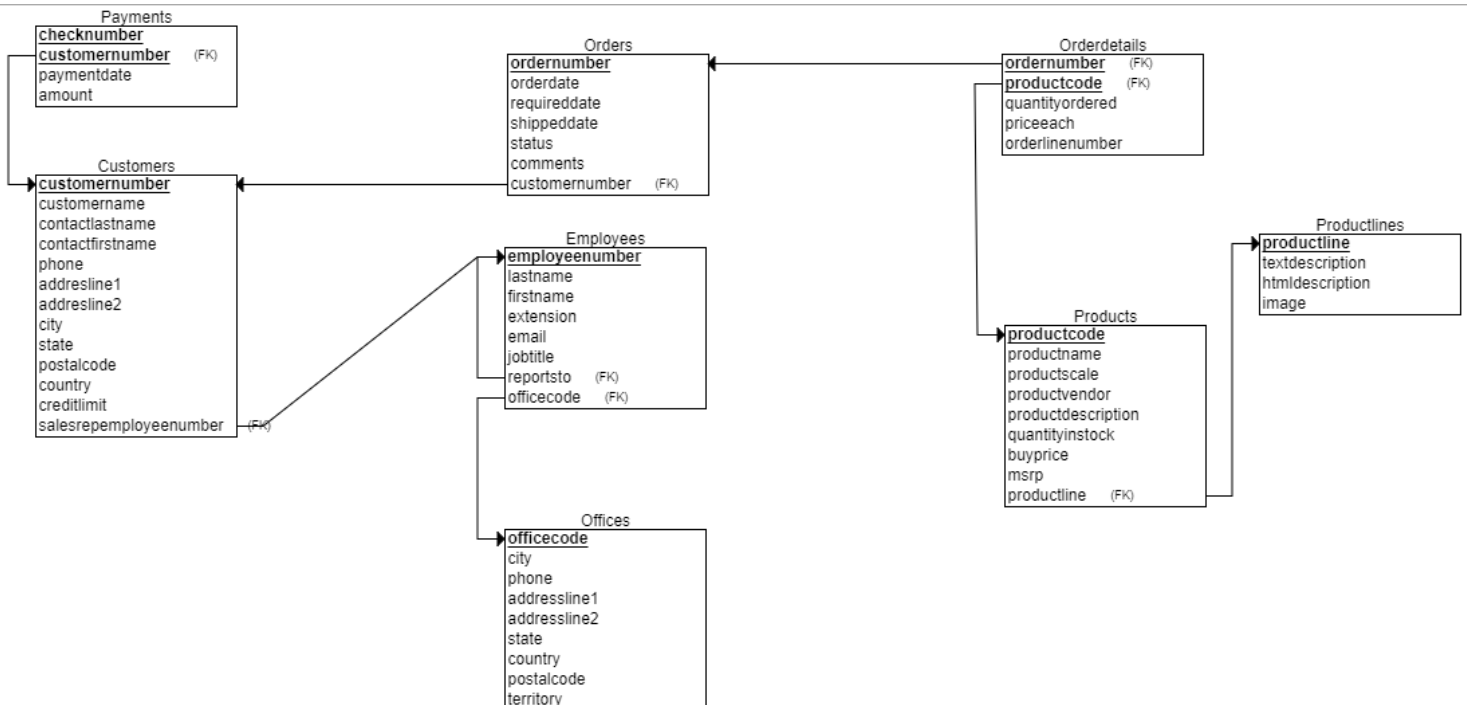 Payments
checknumber
customernumber (FK)
paymentdate
amount
Customers
customernumber
customername
contactlastname
contactfirstname
phone
addresline1
addresline2
city
state
postalcode
country
creditlimit
salesrepemployeenumber (FK)
Orders
ordernumber
orderdate
requireddate
shippeddate
status
comments
customernumber (FK)
Employees
employeenumber
lastname
firstname
extension
email
jobtitle
reportsto (FK)
officecode (FK)
Offices
officecode
city
phone
addressline1
addressline2
state
country
postalcode
territory
Orderdetails
ordernumber (FK)
productcode (FK)
quantityordered
priceeach
orderlinenumber
Products
productcode
productname
productscale
productvendor
productdescription
quantityinstock
buyprice
msrp
productline (FK)
Productlines
productline
textdescription
htmldescription
image